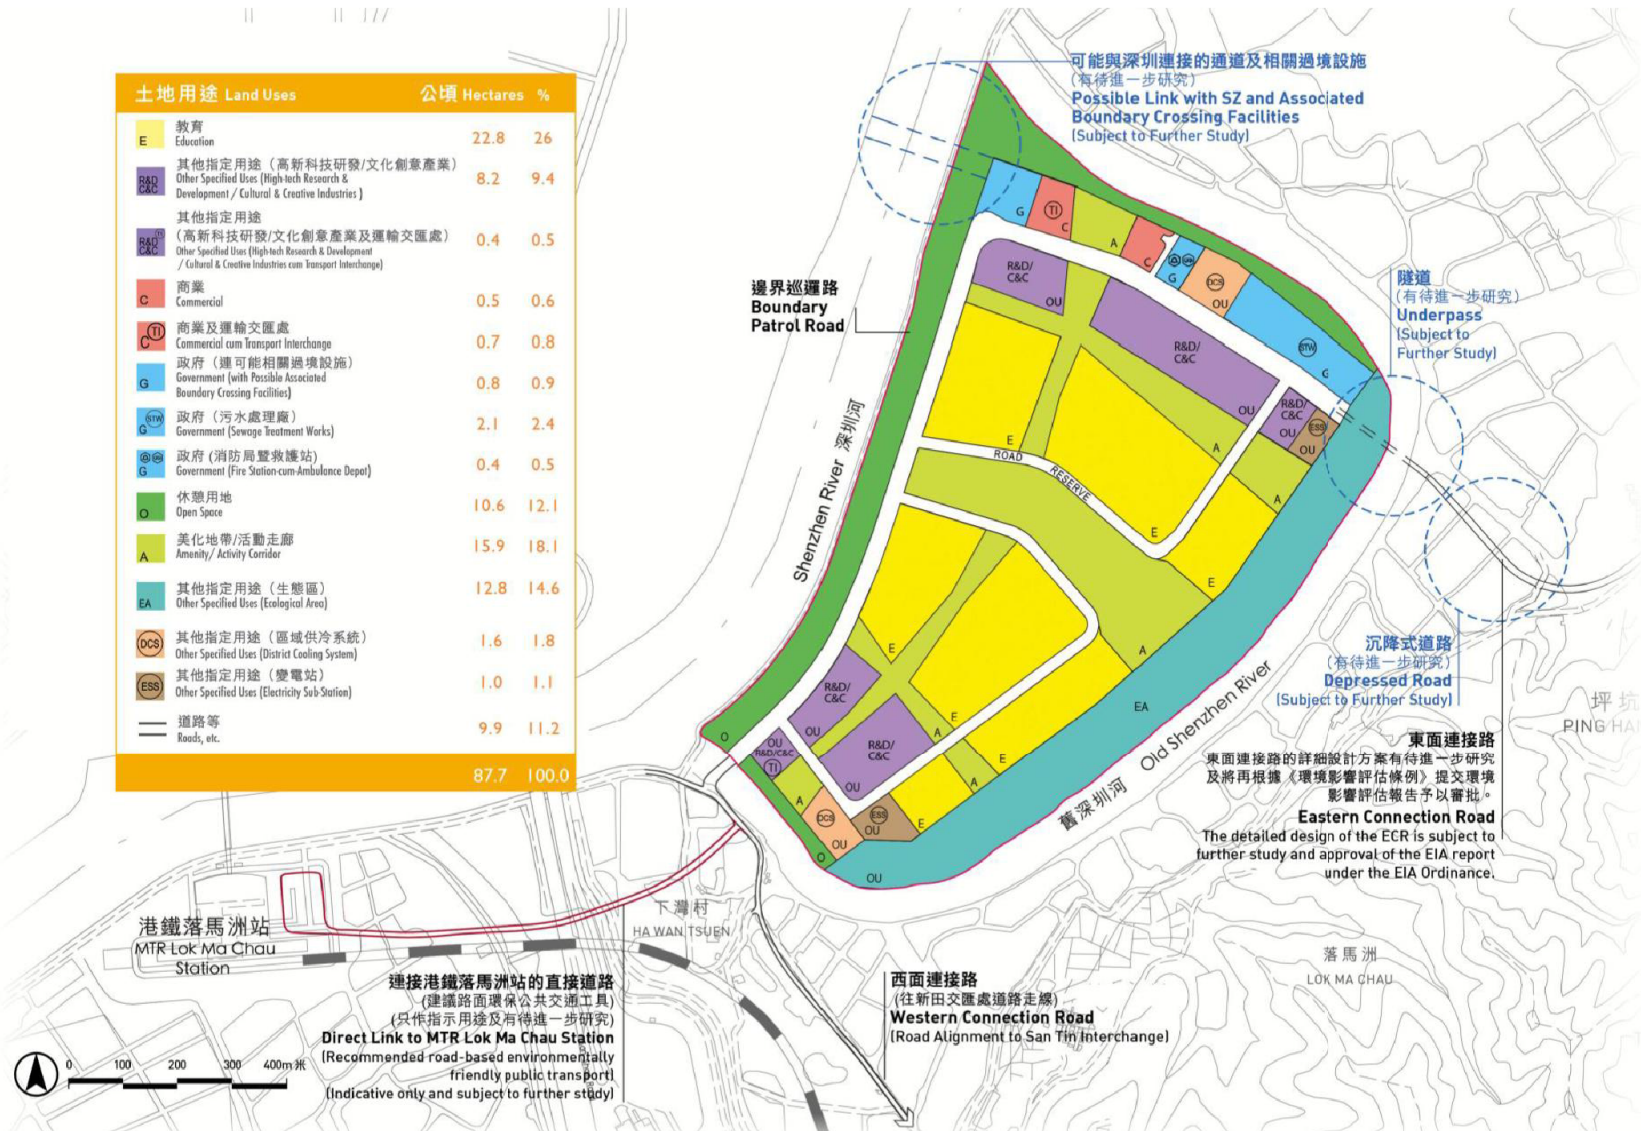 土地用途 Land Uses 公頃 Hectares %
E 教育
Education 22.8 26
R&D C&C 其他指定用途（高新科技研發/文化創意產業）
Other Specified Uses (High-tech Research &
Development / Cultural & Creative Industries ) 8.2 9.4
R&D C&C TI 其他指定用途
（高新科技研發/文化創意產業及運輸交匯處）
Other Specified Uses (High-tech Research & Development
/ Cultural & Creative Industries cum Transport Interchange) 0.4 0.5
C 商業
Commercial 0.5 0.6
C TI 商業及運輸交匯處
Commercial cum Transport Interchange 0.7 0.8
G 政府（連可能相關過境設施）
Government (with Possible Associated
Boundary Crossing Facilities) 0.8 0.9
G STW 政府（污水處理廠）
Government (Sewage Treatment Works) 2.1 2.4
G 政府 (消防局暨救護站)
Government (Fire Station-cum-Ambulance Depot) 0.4 0.5
O 休憩用地
Open Space 10.6 12.1
A 美化地帶/活動走廊
Amenity/ Activity Corridor 15.9 18.1
EA 其他指定用途（生態區）
Other Specified Uses (Ecological Area) 12.8 14.6
DCS 其他指定用途（區域供冷系統）
Other Specified Uses (District Cooling System) 1.6 1.8
ESS 其他指定用途（變電站）
Other Specified Uses (Electricity Sub-Station) 1.0 1.1
道路等
Roads, etc. 9.9 11.2
87.7 100.0
可能與深圳連接的通道及相關過境設施
（有待進一步研究）
Possible Link with SZ and Associated
Boundary Crossing Facilities
(Subject to Further Study)
邊界巡邏路
Boundary
Patrol Road
隧道
（有待進一步研究）
Underpass
(Subject to
Further Study)
Shenzhen River 深圳河
G
TI
C
A
C
G
DCS
OU
STW
G
R&D/
C&C
OU
R&D/
C&C
OU
R&D/
C&C
OU
ESS
OU
E
A
A
ROAD RESERVE
E
E
E
A
R&D/
C&C
OU
R&D/
C&C
OU
E
A
E
A
E
EA
O
OU
R&D/C&C
TI
A
DCS
OU
ESS
OU
O
OU
舊深圳河 Old Shenzhen River
沉降式道路
（有待進一步研究）
Depressed Road
(Subject to Further Study)
坪坑
PING HA
東面連接路
東面連接路的詳細設計方案有待進一步研究
及將再根據《環境影響評估條例》提交環境
影響評估報告予以審批。
Eastern Connection Road
The detailed design of the ECR is subject to
further study and approval of the EIA report
under the EIA Ordinance.
港鐵落馬洲站
MTR Lok Ma Chau
Station
下灣村
HA WAN TSUEN
落馬洲
LOK MA CHAU
連接港鐵落馬洲站的直接道路
(建議路面環保公共交通工具)
(只作指示用途及有待進一步研究)
Direct Link to MTR Lok Ma Chau Station
(Recommended road-based environmentally
friendly public transport)
(Indicative only and subject to further study)
西面連接路
(往新田交匯處道路走線)
Western Connection Road
(Road Alignment to San Tin Interchange)
0 100 200 300 400m 米